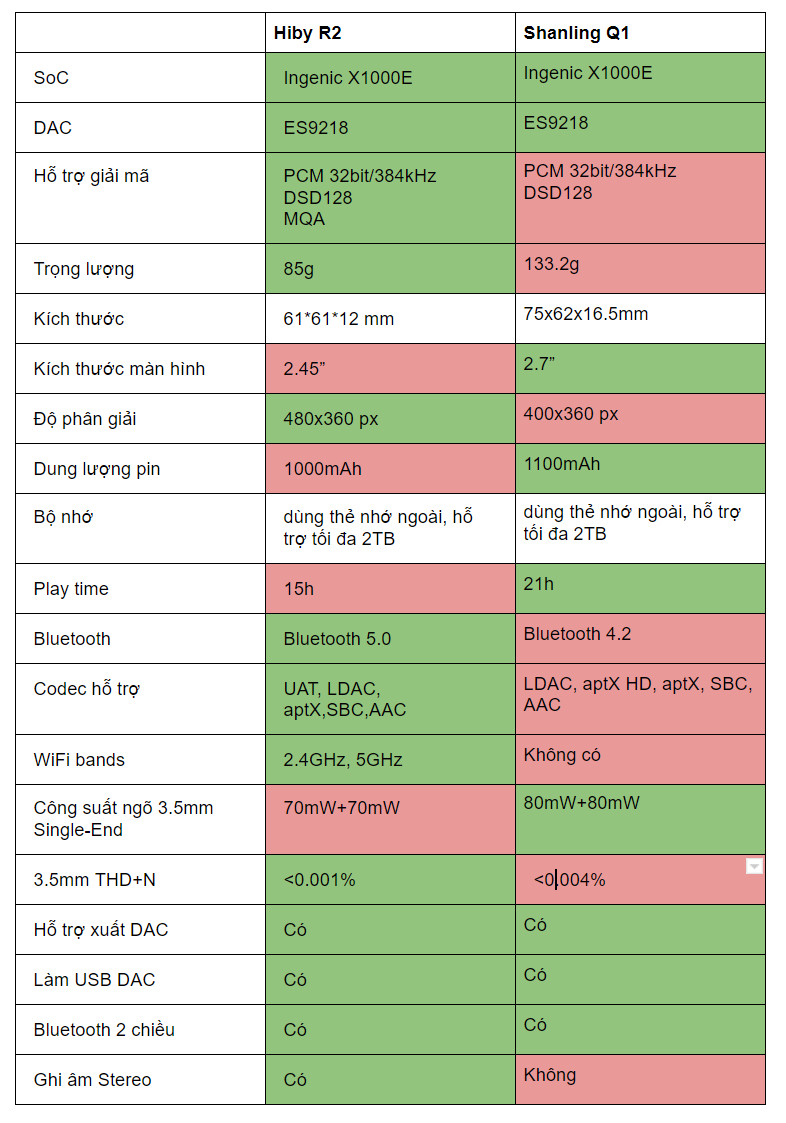 Hiby R2
Shanling Q1
SoC
Ingenic X1000E
Ingenic X1000E
DAC
ES9218
ES9218
Hỗ trợ giải mã
PCM 32bit/384kHz
DSD128
MQA
PCM 32bit/384kHz
DSD128
Trọng lượng
85g
133.2g
Kích thước
61*61*12 mm
75x62x16.5mm
Kích thước màn hình
2.45”
2.7”
Độ phân giải
480x360 px
400x360 px
Dung lượng pin
1000mAh
1100mAh
Bộ nhớ
dùng thẻ nhớ ngoài, hỗ
trợ tối đa 2TB
dùng thẻ nhớ ngoài, hỗ trợ
tối đa 2TB
Play time
15h
21h
Bluetooth
Bluetooth 5.0
Bluetooth 4.2
Codec hỗ trợ
UAT, LDAC,
aptX,SBC,AAC
LDAC, aptX HD, aptX, SBC,
AAC
WiFi bands
2.4GHz, 5GHz
Không có
Công suất ngõ 3.5mm
Single-End
70mW+70mW
80mW+80mW
3.5mm THD+N
<0.001%
<0.004%
Hỗ trợ xuất DAC
Có
Có
Làm USB DAC
Có
Có
Bluetooth 2 chiều
Có
Có
Ghi âm Stereo
Có
Không